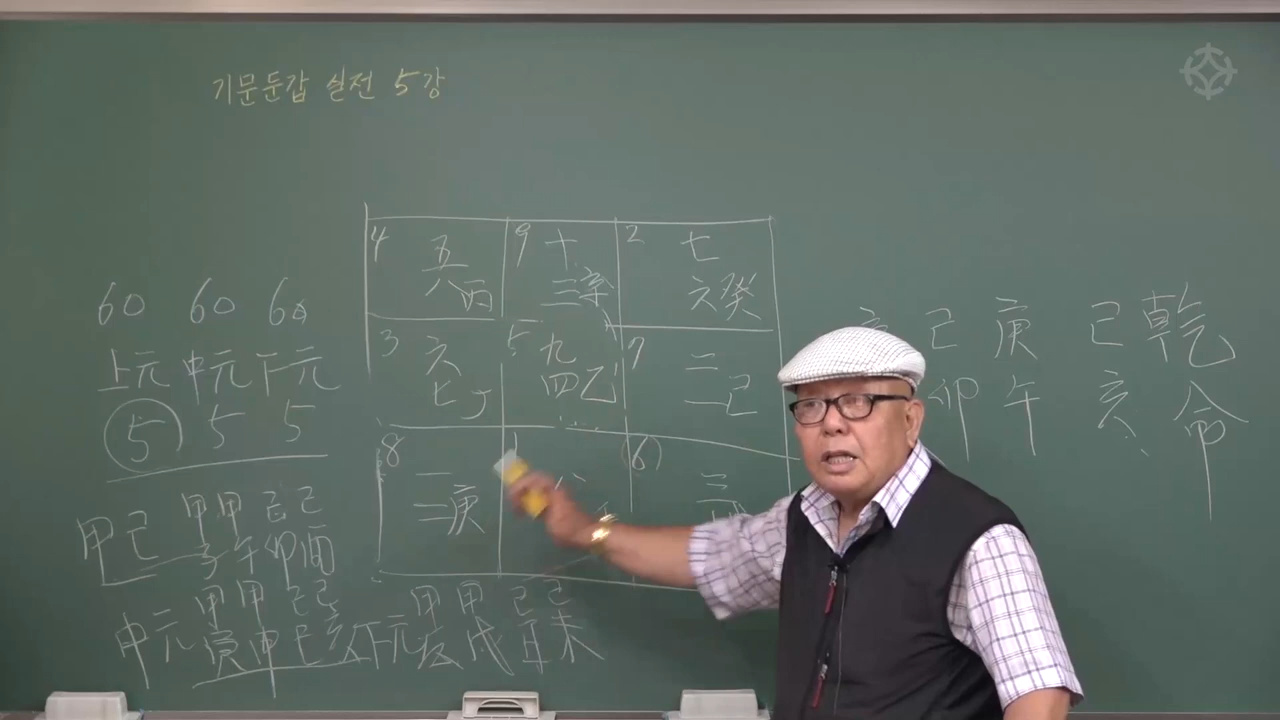 기문둔갑 실전 5강
4 五 9 十 2 七
八丙 三辛 六癸
60 60 60
上元 中元 下元
5 5 5
3 六 5 九 7 二
七丁 四乙 一己
己 庚 己 乾
卯 午 亥 命
8 一 1 6 三
二庚
甲己 甲甲己己
子午卯酉
中元 甲甲己己
寅申巳亥
下元 甲甲己己
辰戌丑未